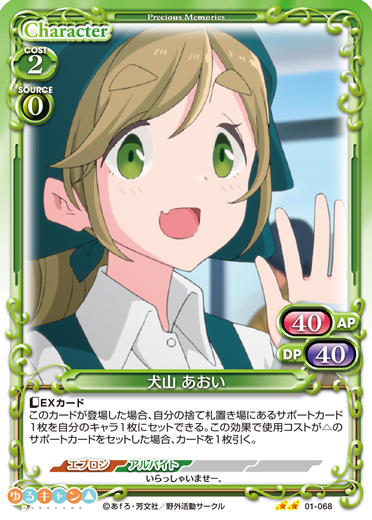 Precious Memories
Character
COST
2
SOURCE
0
40 AP
DP 40
犬山 あおい
EXカード
このカードが登場した場合、自分の捨て札置き場にあるサポートカード
1枚を自分のキャラ1枚にセットできる。この効果で使用コストが△の
サポートカードをセットした場合、カードを1枚引く。
エプロン アルバイト
いらっしゃいませー。
ゆるキャン△
©あfろ・芳文社／野外活動サークル
01-068